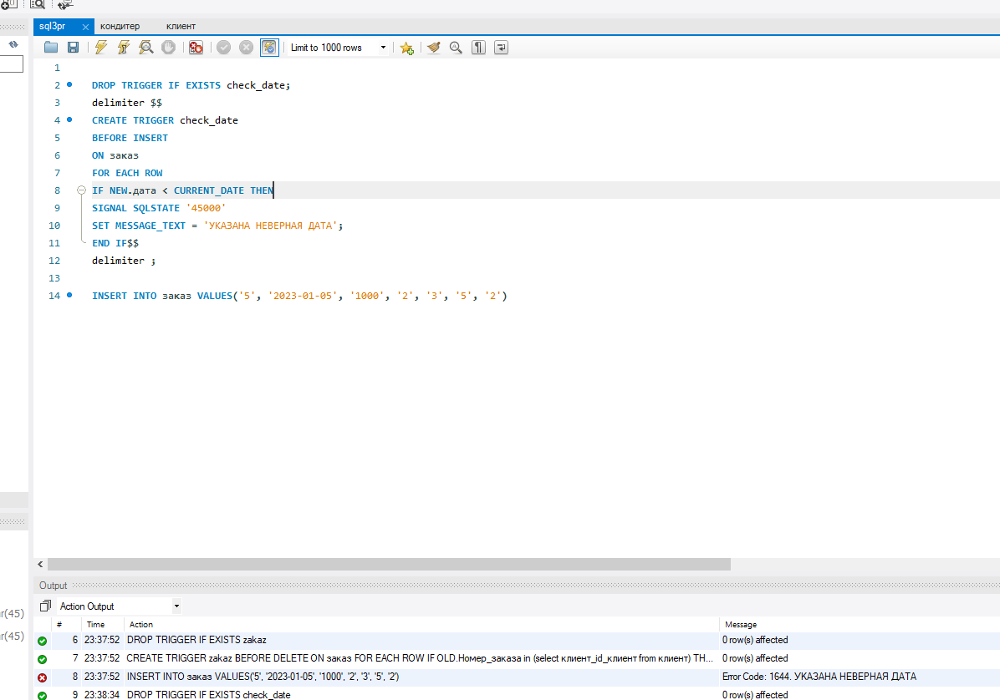 sql3pr
кондитер
клиент
Limit to 1000 rows
1
2 DROP TRIGGER IF EXISTS check_date;
3 delimiter $$
4 CREATE TRIGGER check_date
5 BEFORE INSERT
6 ON заказ
7 FOR EACH ROW
8 IF NEW.дата < CURRENT_DATE THEN
9 SIGNAL SQLSTATE '45000'
10 SET MESSAGE_TEXT = 'УКАЗАНА НЕВЕРНАЯ ДАТА';
11 END IF$$
12 delimiter ;
13
14 INSERT INTO заказ VALUES('5', '2023-01-05', '1000', '2', '3', '5', '2')
Output
r(45)
Action Output
# Time Action Message
r(45)
6 23:37:52 DROP TRIGGER IF EXISTS zakaz 0 row(s) affected
7 23:37:52 CREATE TRIGGER zakaz BEFORE DELETE ON заказ FOR EACH ROW IF OLD.Номер_заказа in (select клиент_id_клиент from клиент) TH... 0 row(s) affected
8 23:37:52 INSERT INTO заказ VALUES('5', '2023-01-05', '1000', '2', '3', '5', '2') Error Code: 1644. УКАЗАНА НЕВЕРНАЯ ДАТА
9 23:38:34 DROP TRIGGER IF EXISTS check_date 0 row(s) affected